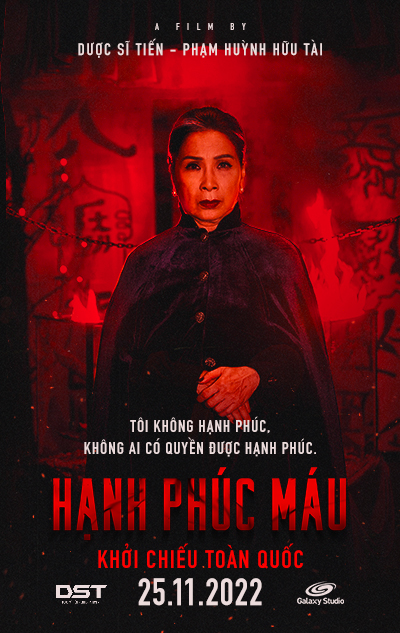 A FILM BY
DƯỢC SĨ TIẾN - PHẠM HUỲNH HỮU TÀI
TÔI KHÔNG HẠNH PHÚC,
KHÔNG AI CÓ QUYỀN ĐƯỢC HẠNH PHÚC.
HẠNH PHÚC MÁU
KHỞI CHIẾU TOÀN QUỐC
DST 25.11.2022 Galaxy Studio